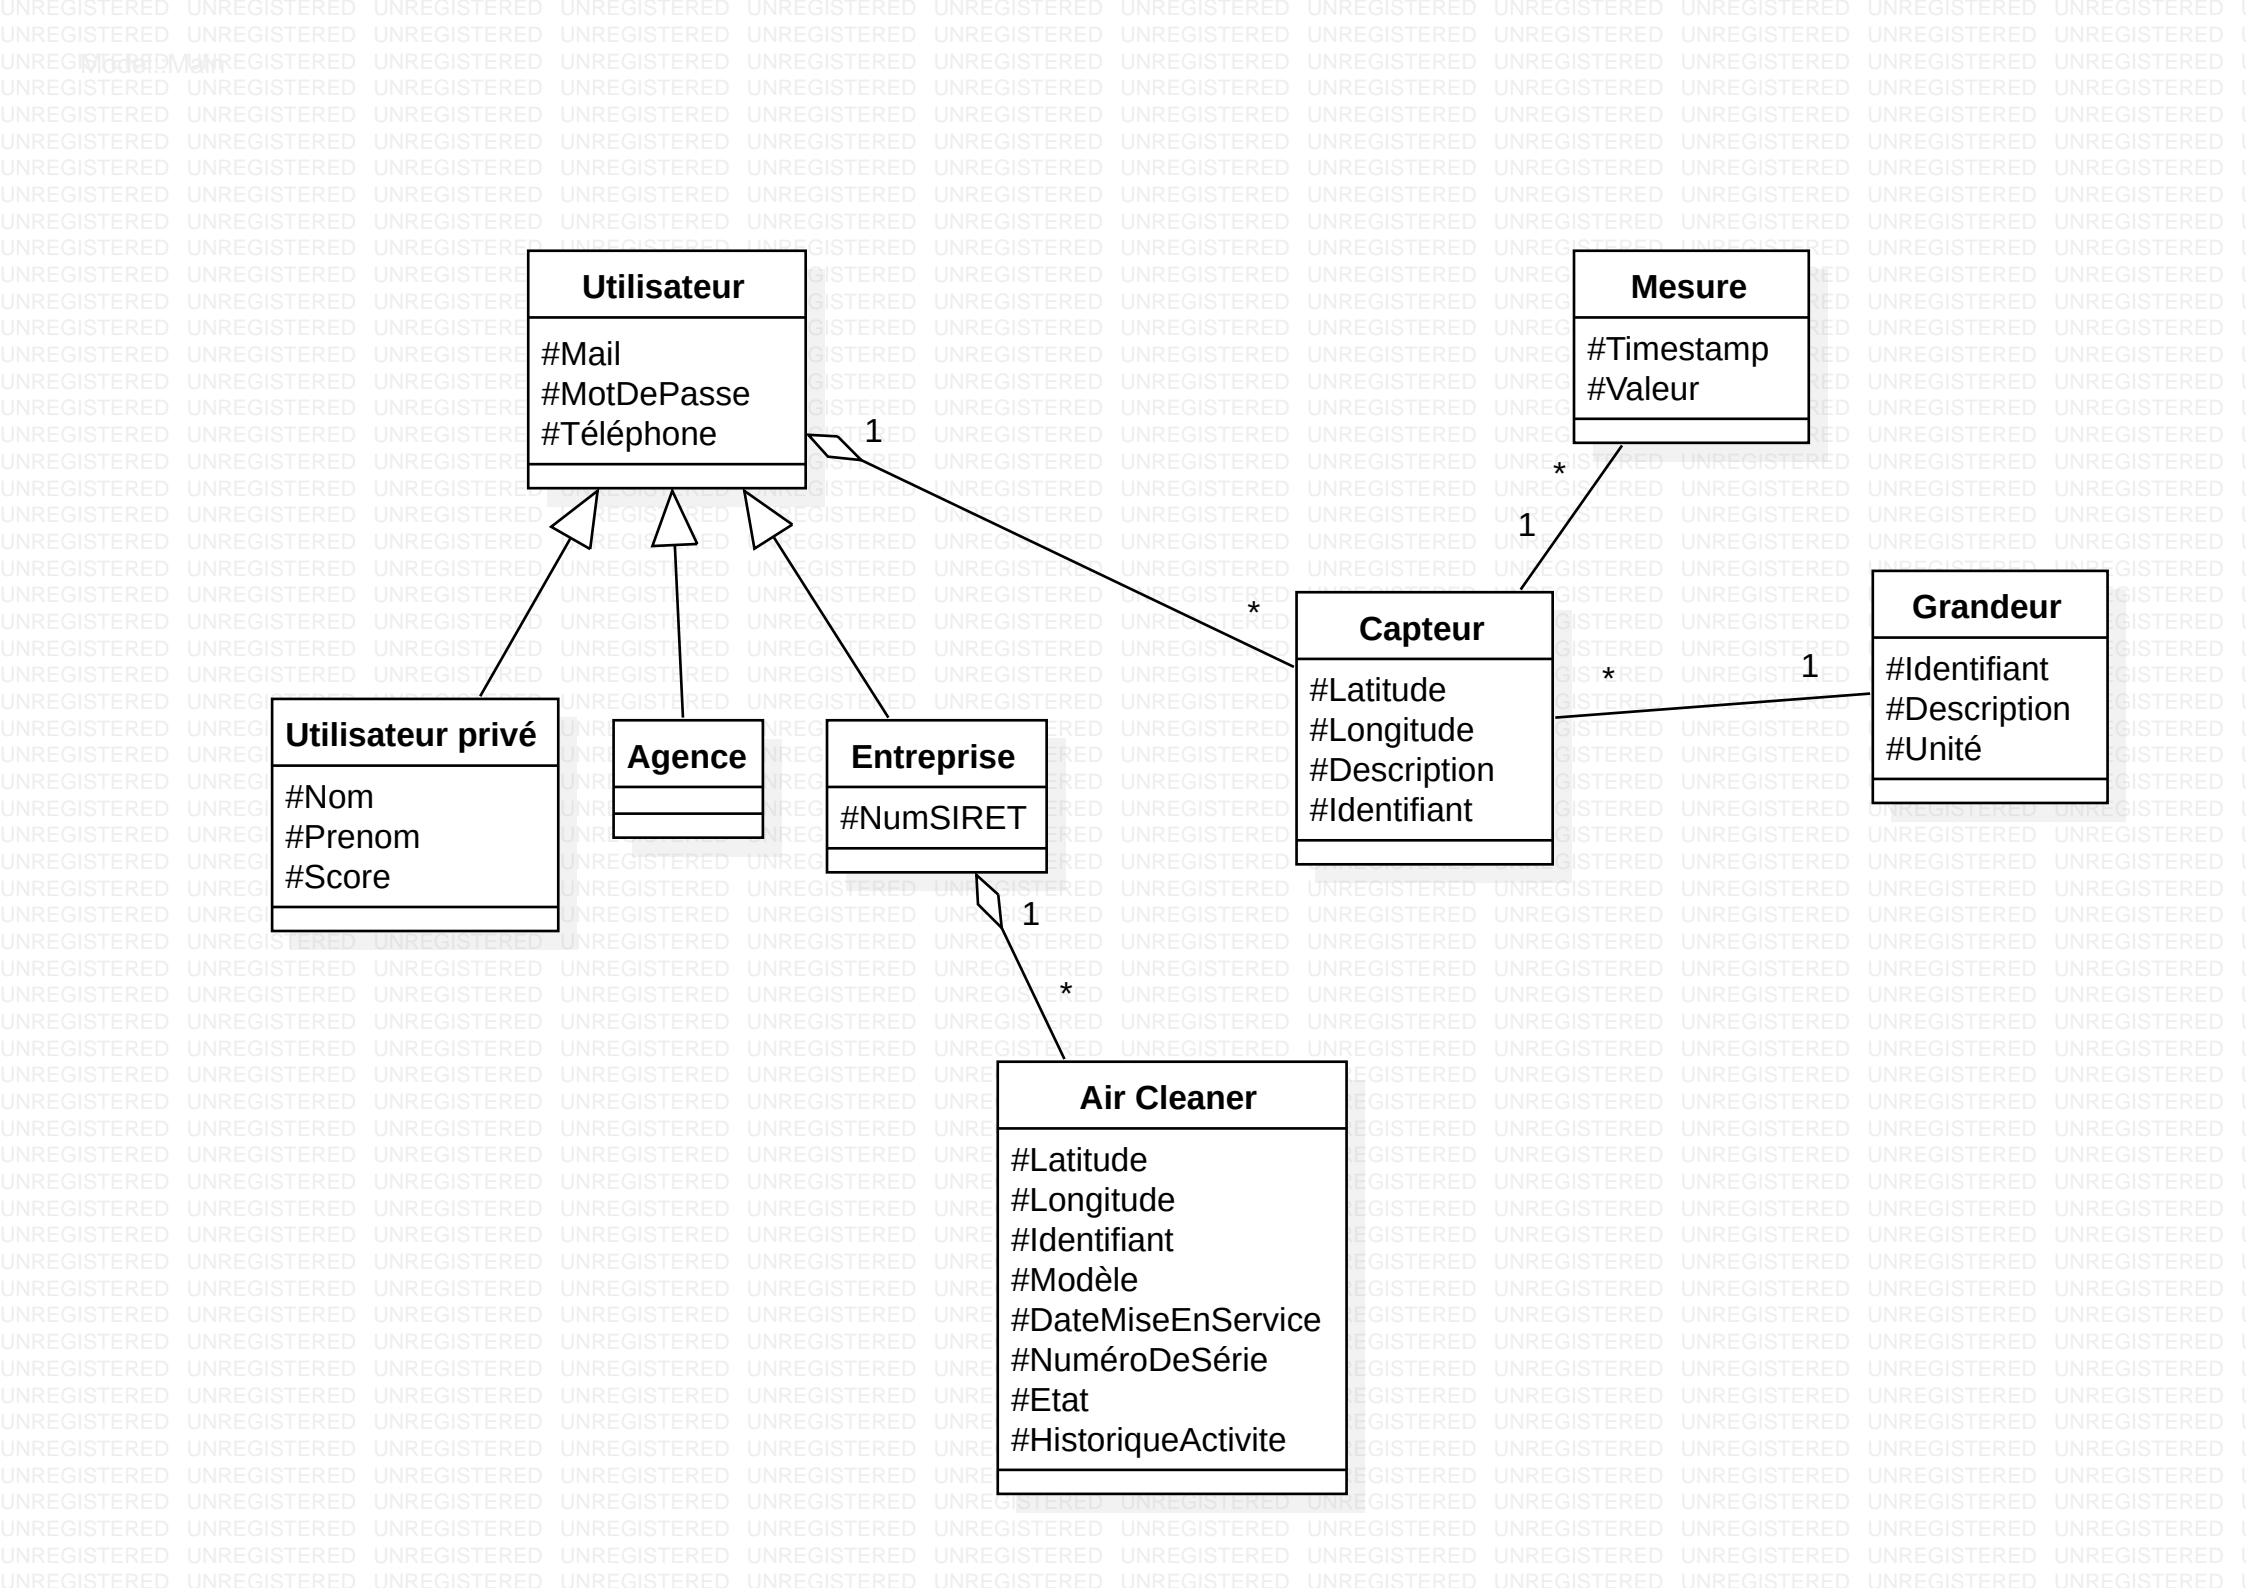 Model::Main
Utilisateur
#Mail
#MotDePasse
#Téléphone
1
*
Mesure
#Timestamp
#Valeur
*
1
Capteur
#Latitude
#Longitude
#Description
#Identifiant
*
1
Grandeur
#Identifiant
#Description
#Unité
Utilisateur privé
#Nom
#Prenom
#Score
Agence
Entreprise
#NumSIRET
1
*
Air Cleaner
#Latitude
#Longitude
#Identifiant
#Modèle
#DateMiseEnService
#NuméroDeSérie
#Etat
#HistoriqueActivite
UNREGISTERED